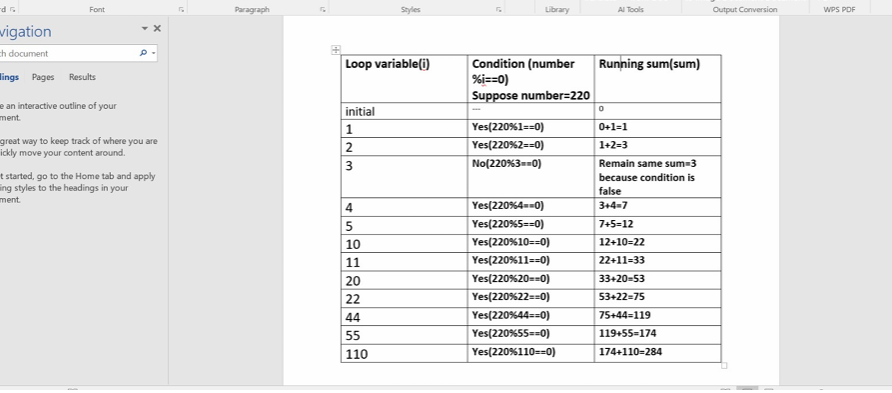 Font Paragraph Styles Library AI Tools Output Conversion WPS PDF
vigation
ch document
lings Pages Results
e an interactive outline of your
ment.
great way to keep track of where you are
ickly move your content around.
t started, go to the Home tab and apply
ing styles to the headings in your
ment.
Loop variable(i) Condition (number Running sum(sum)
%i==0)
Suppose number=220
initial --- 0
1 Yes(220%1==0) 0+1=1
2 Yes(220%2==0) 1+2=3
3 No(220%3==0) Remain same sum=3
because condition is
false
4 Yes(220%4==0) 3+4=7
5 Yes(220%5==0) 7+5=12
10 Yes(220%10==0) 12+10=22
11 Yes(220%11==0) 22+11=33
20 Yes(220%20==0) 33+20=53
22 Yes(220%22==0) 53+22=75
44 Yes(220%44==0) 75+44=119
55 Yes(220%55==0) 119+55=174
110 Yes(220%110==0) 174+110=284